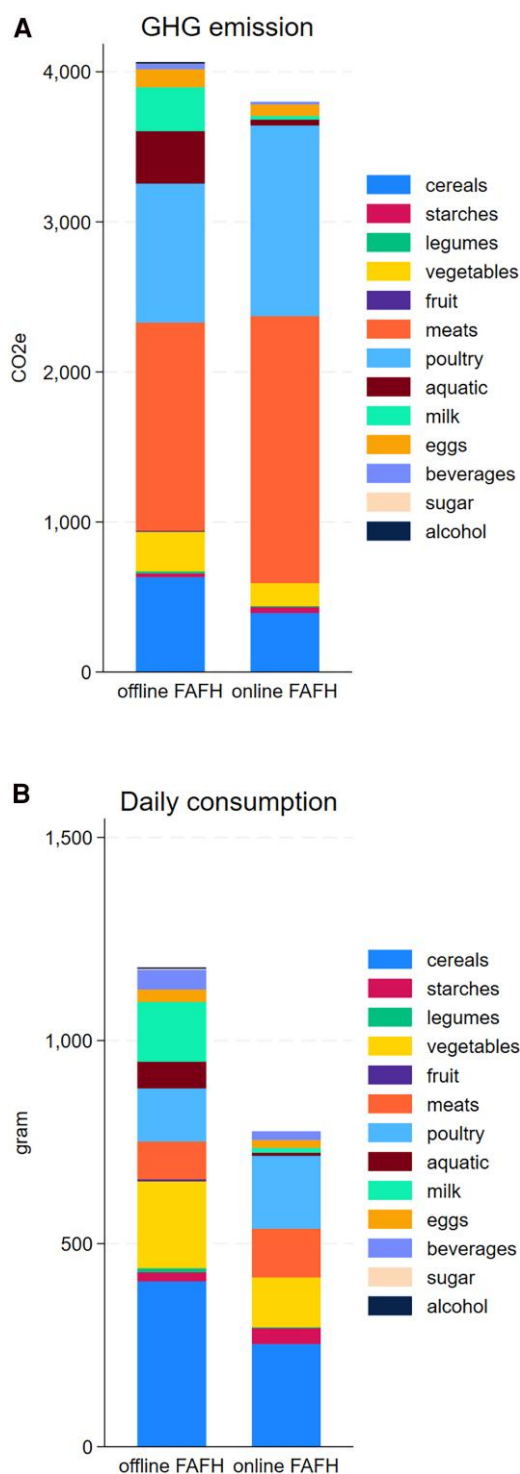 A
GHG emission
4,000
3,000
2,000
1,000
0
CO2e
offline FAFH
online FAFH
cereals
starches
legumes
vegetables
fruit
meats
poultry
aquatic
milk
eggs
beverages
sugar
alcohol
B
Daily consumption
1,500
1,000
500
0
gram
offline FAFH
online FAFH
cereals
starches
legumes
vegetables
fruit
meats
poultry
aquatic
milk
eggs
beverages
sugar
alcohol